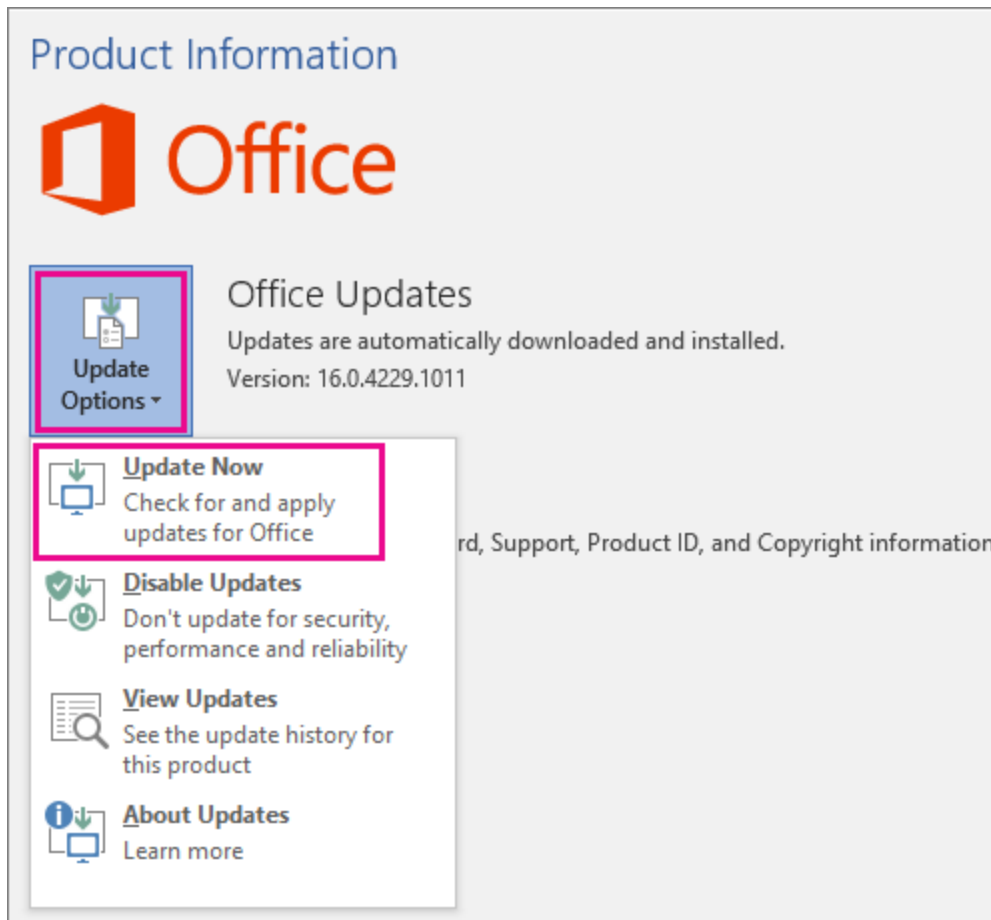 Product Information
Office
Office Updates
Updates are automatically downloaded and installed.
Version: 16.0.4229.1011
Update
Options
Update Now
Check for and apply
updates for Office
rd, Support, Product ID, and Copyright information
Disable Updates
Don't update for security,
performance and reliability
View Updates
See the update history for
this product
About Updates
Learn more